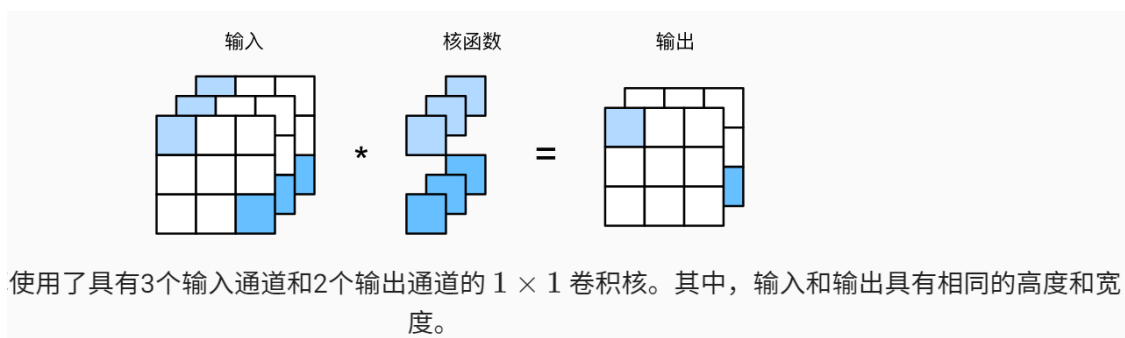 输入 核函数 输出
* =
使用了具有3个输入通道和2个输出通道的 1 × 1 卷积核。其中，输入和输出具有相同的高度和宽
度。